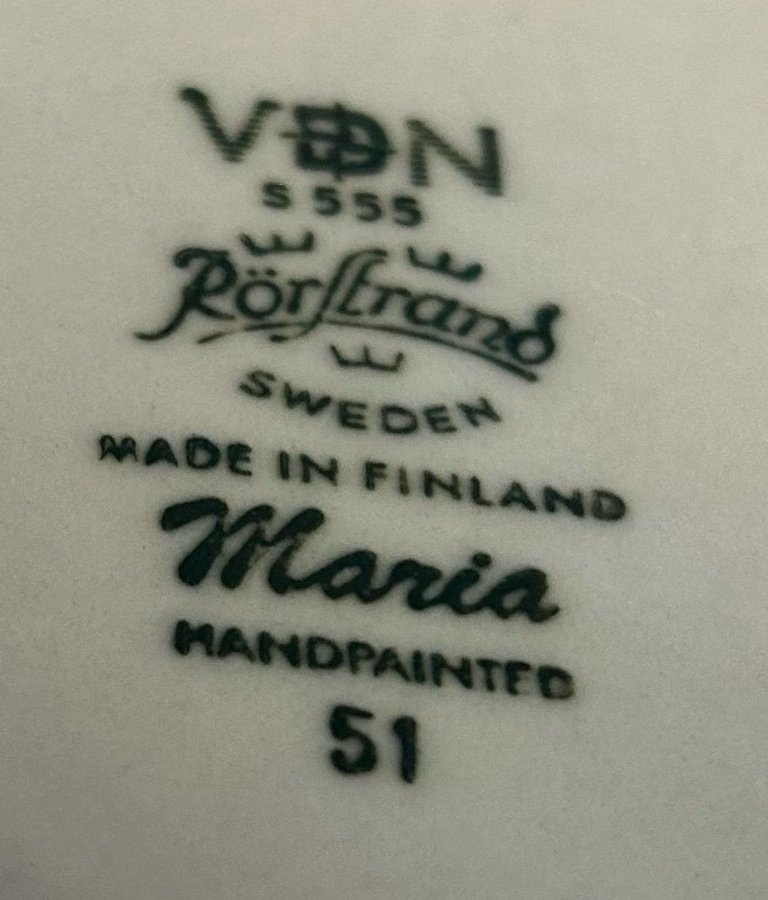 VDN
S 555
Rörstrand
SWEDEN
MADE IN FINLAND
Maria
HANDPAINTED
51